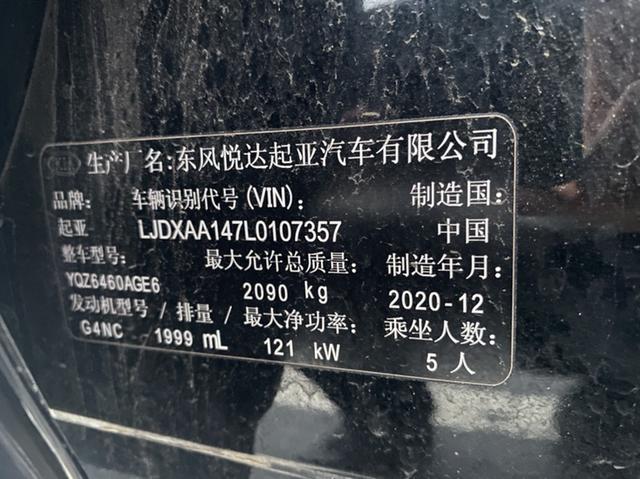 KIA 生产厂名:东风悦达起亚汽车有限公司
品牌: 车辆识别代号(VIN): 制造国:
起亚 LJDXAA147L0107357 中国
整车型号: 最大允许总质量: 制造年月:
YQZ6460AGE6 2090 kg 2020-12
发动机型号/排量/最大净功率: 乘坐人数:
G4NC 1999 mL 121 kW 5 人